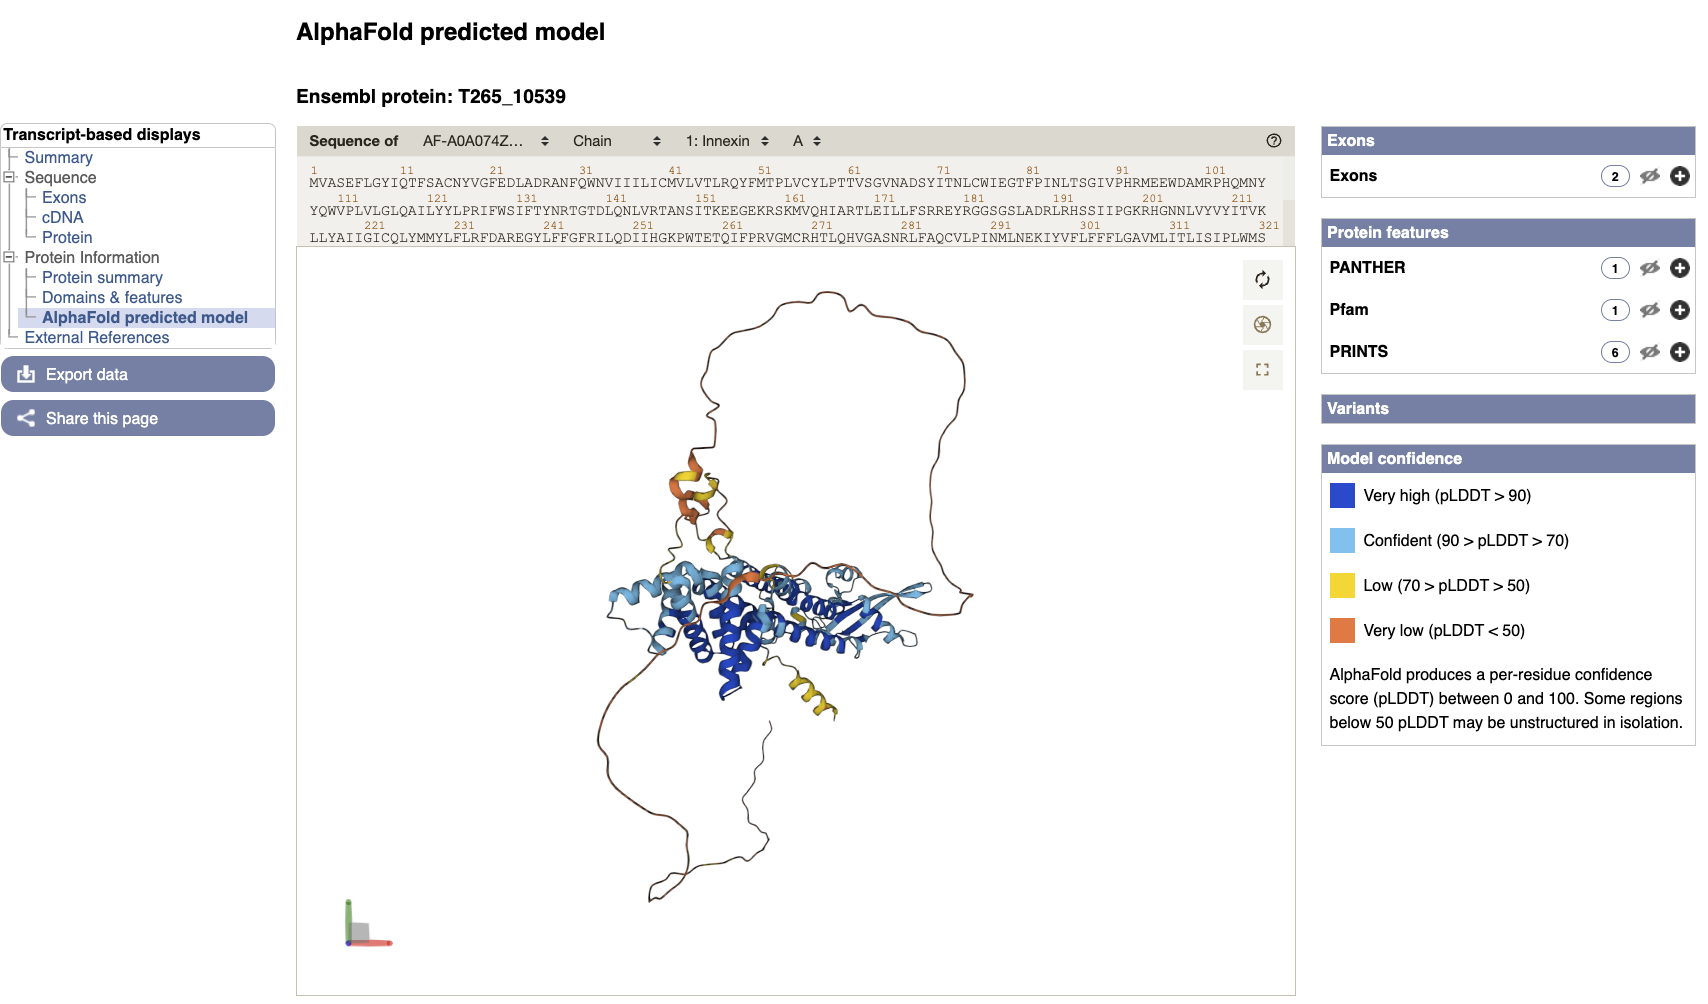 AlphaFold predicted model
Ensembl protein: T265_10539
Transcript-based displays
Summary
Sequence
Exons
cDNA
Protein
Protein Information
Protein summary
Domains & features
AlphaFold predicted model
External References
Export data
Share this page
Sequence of AF-A0A074Z... Chain 1: Innexin A
1 11 21 31 41 51 61 71 81 91 101
MVASEFLGYIQTFSACNYVGFEDLADRANFQWNVIIILICMVLVTLRQYFMTPLVCYLPTTVSGVNADSYITNLCWIEGTFPINLTSGIVPHRMEEWDAMRPHQMNY
111 121 131 141 151 161 171 181 191 201 211
YQWVPLVLGLQAILYYLPRIFWSIFTYNRTGTDLQNLVRTANSITKEEGEKRSKMVQHIARTLEILLFSRREYRGGSGSLADRLRHSSIIPGKRHGNNLVYVYITVK
221 231 241 251 261 271 281 291 301 311 321
LLYAIIGICQLYMMYLFLRFDAREGYLFFGFRILQDIIHGKPWTETQIFPRVGMCRHTLQHVGASNRLFAQCVLPINMLNEKIYVFLFFFLGAVMLITLISIPLWMS
Exons
Exons 2
Protein features
PANTHER 1
Pfam 1
PRINTS 6
Variants
Model confidence
Very high (pLDDT > 90)
Confident (90 > pLDDT > 70)
Low (70 > pLDDT > 50)
Very low (pLDDT < 50)
AlphaFold produces a per-residue confidence
score (pLDDT) between 0 and 100. Some regions
below 50 pLDDT may be unstructured in isolation.